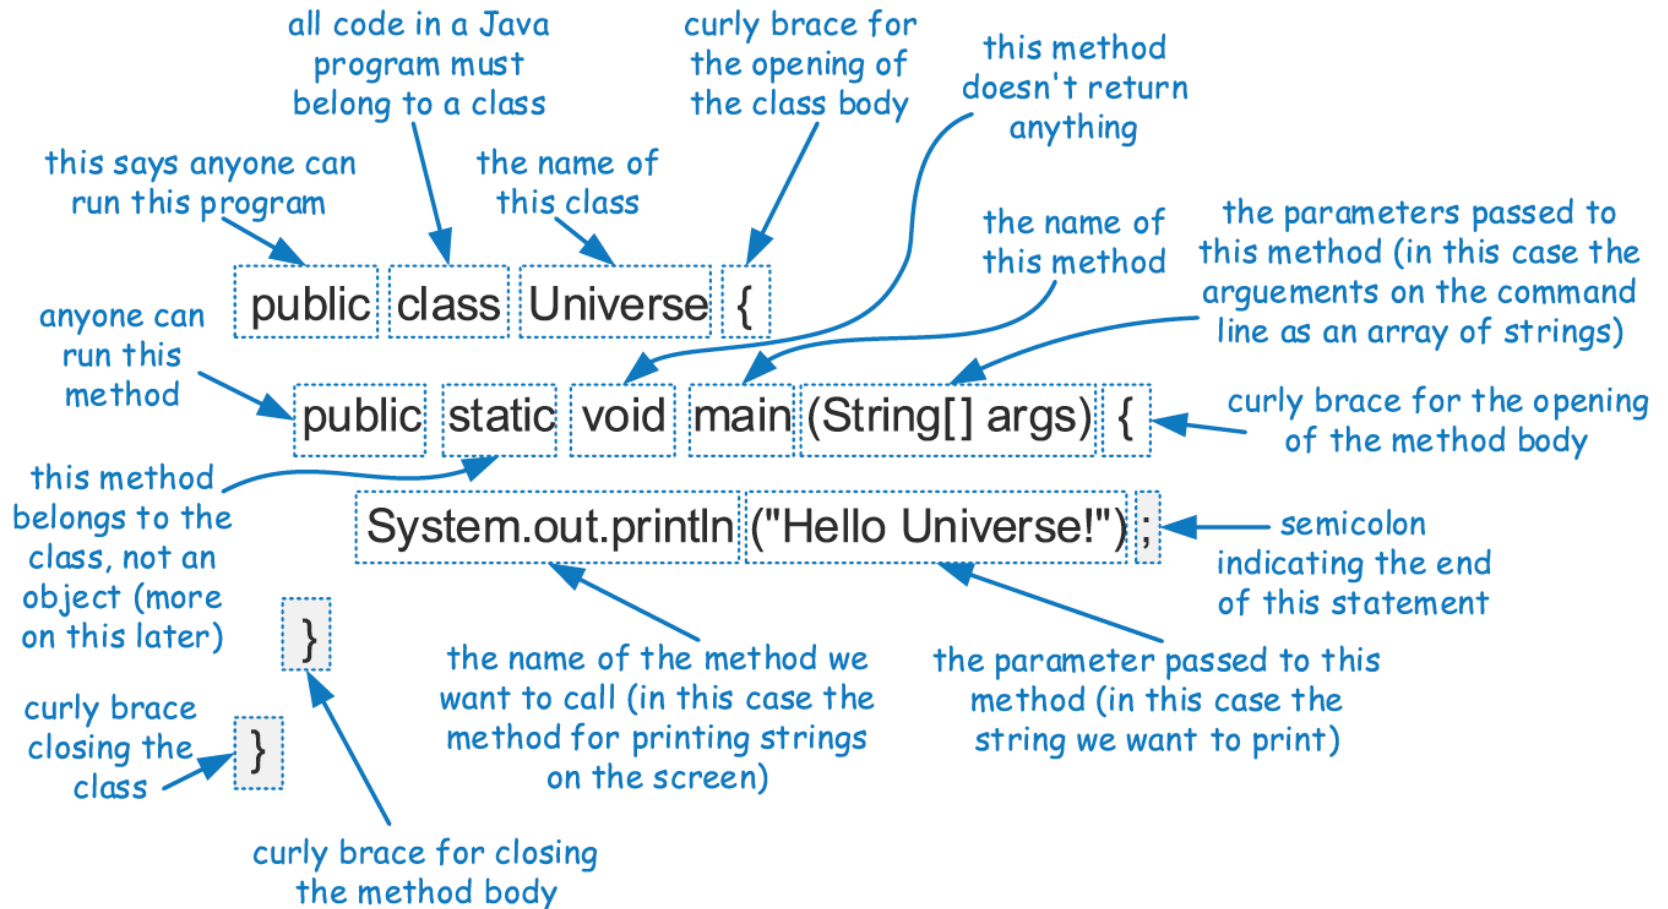 all code in a Java
program must
belong to a class
curly brace for
the opening of
the class body
this method
doesn't return
anything
this says anyone can
run this program
the name of
this class
the name of
this method
the parameters passed to
this method (in this case the
arguements on the command
line as an array of strings)
public class Universe {
anyone can
run this
method
public static void main (String[] args) {
curly brace for the opening
of the method body
this method
belongs to the
class, not an
object (more
on this later)
System.out.println ("Hello Universe!") ;
semicolon
indicating the end
of this statement
}
the name of the method we
want to call (in this case the
method for printing strings
on the screen)
the parameter passed to this
method (in this case the
string we want to print)
curly brace
closing the
class
}
curly brace for closing
the method body